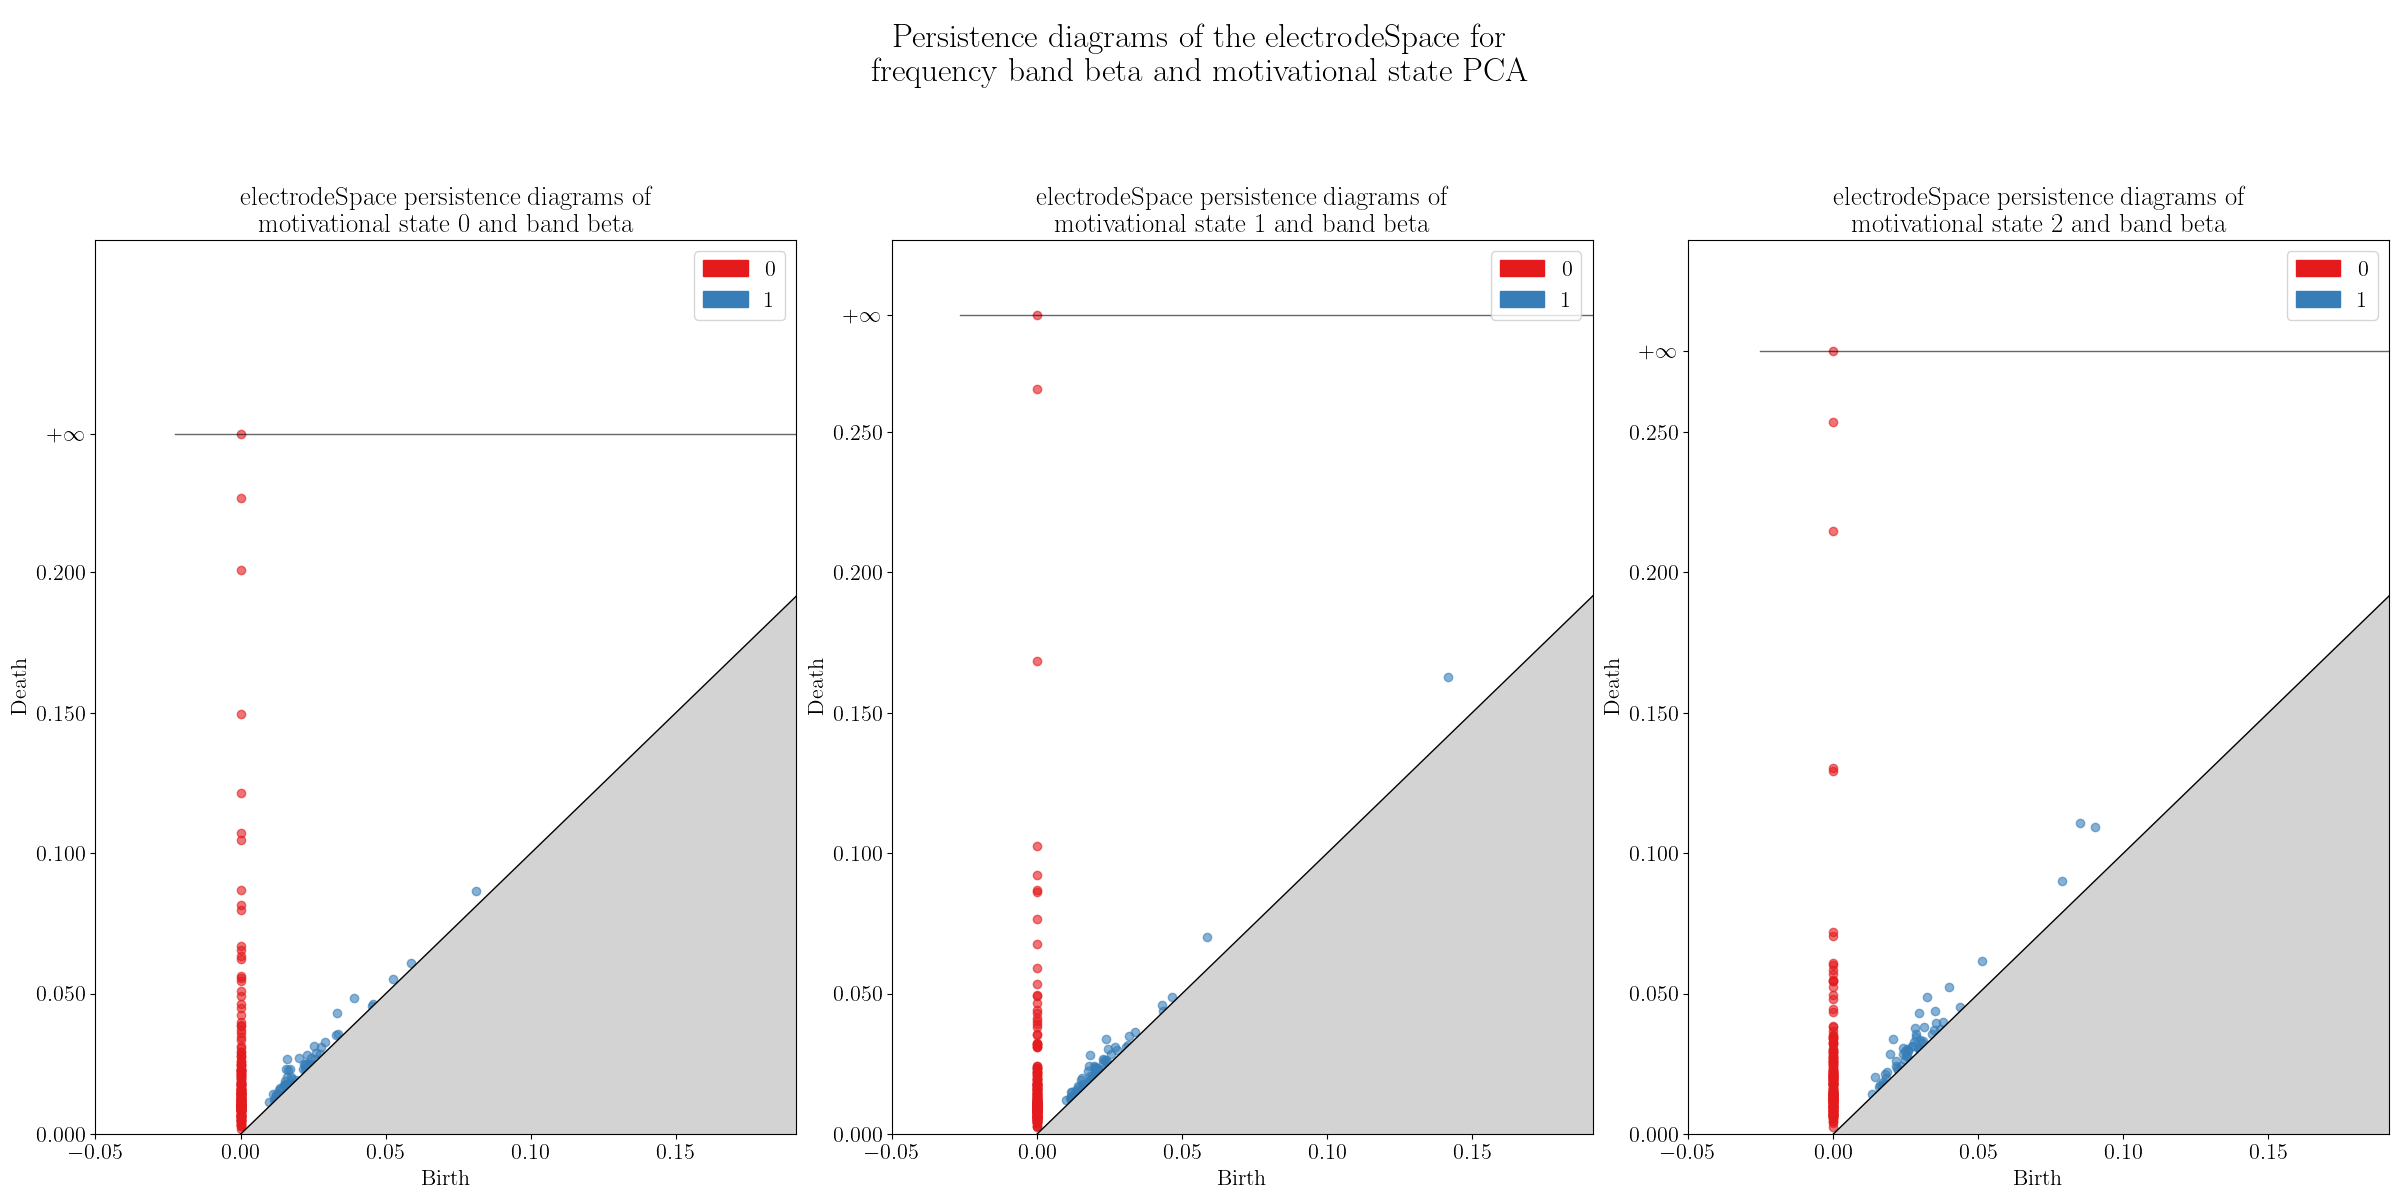 Persistence diagrams of the electrodeSpace for
frequency band beta and motivational state PCA
electrodeSpace persistence diagrams of
motivational state 0 and band beta
0
1
+∞
0.200
0.150
0.100
0.050
0.000
Death
−0.05 0.00 0.05 0.10 0.15
Birth
electrodeSpace persistence diagrams of
motivational state 1 and band beta
0
1
+∞
0.250
0.200
0.150
0.100
0.050
0.000
Death
−0.05 0.00 0.05 0.10 0.15
Birth
electrodeSpace persistence diagrams of
motivational state 2 and band beta
0
1
+∞
0.250
0.200
0.150
0.100
0.050
0.000
Death
−0.05 0.00 0.05 0.10 0.15
Birth